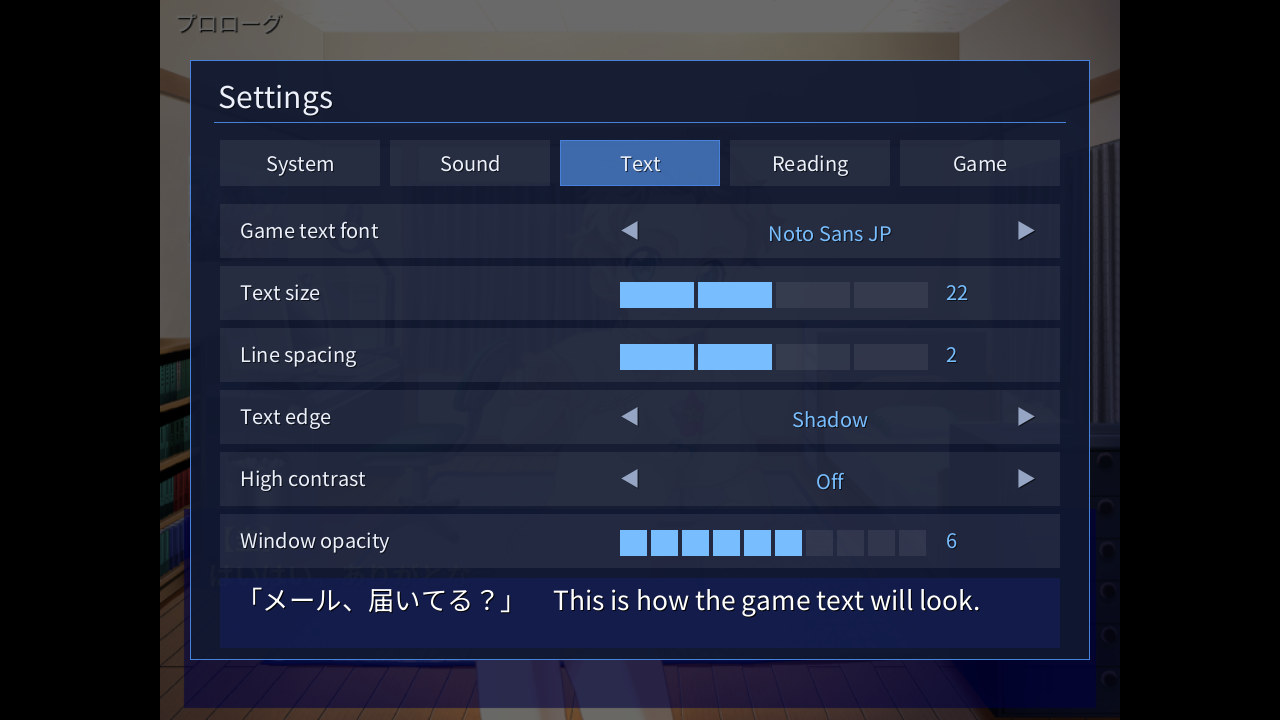 プロローグ
Settings
System Sound Text Reading Game
Game text font ◀ Noto Sans JP ▶
Text size 22
Line spacing 2
Text edge ◀ Shadow ▶
High contrast ◀ Off ▶
Window opacity 6
「メール、届いてる？」 This is how the game text will look.